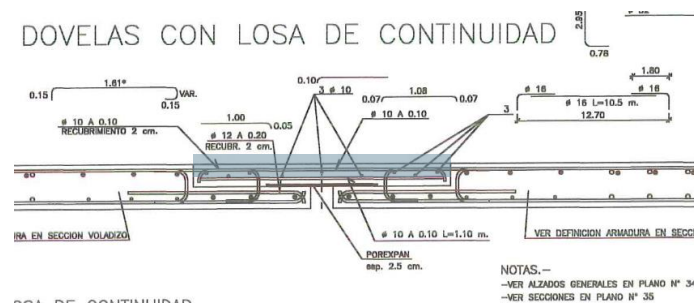 DOVELAS CON LOSA DE CONTINUIDAD
2.95
0.78
0.15
1.61*
VAR.
0.15
ø 10 A 0.10
RECUBRIMIENTO 2 cm.
1.00
0.05
ø 12 A 0.20
RECUBR. 2 cm.
0.10
3 ø 10
1.08
0.07
0.07
ø 10 A 0.10
3
ø 16
1.80
ø 16
ø 16 L=10.5 m.
12.70
RA EN SECCION VOLADIZO
ø 10 A 0.10 L=1.10 m.
POREXPAN
esp. 2.5 cm.
VER DEFINICION ARMADURA EN SECCI
NOTAS.-
-VER ALZADOS GENERALES EN PLANO Nº 34
-VER SECCIONES EN PLANO Nº 35
DE CONTINUIDAD